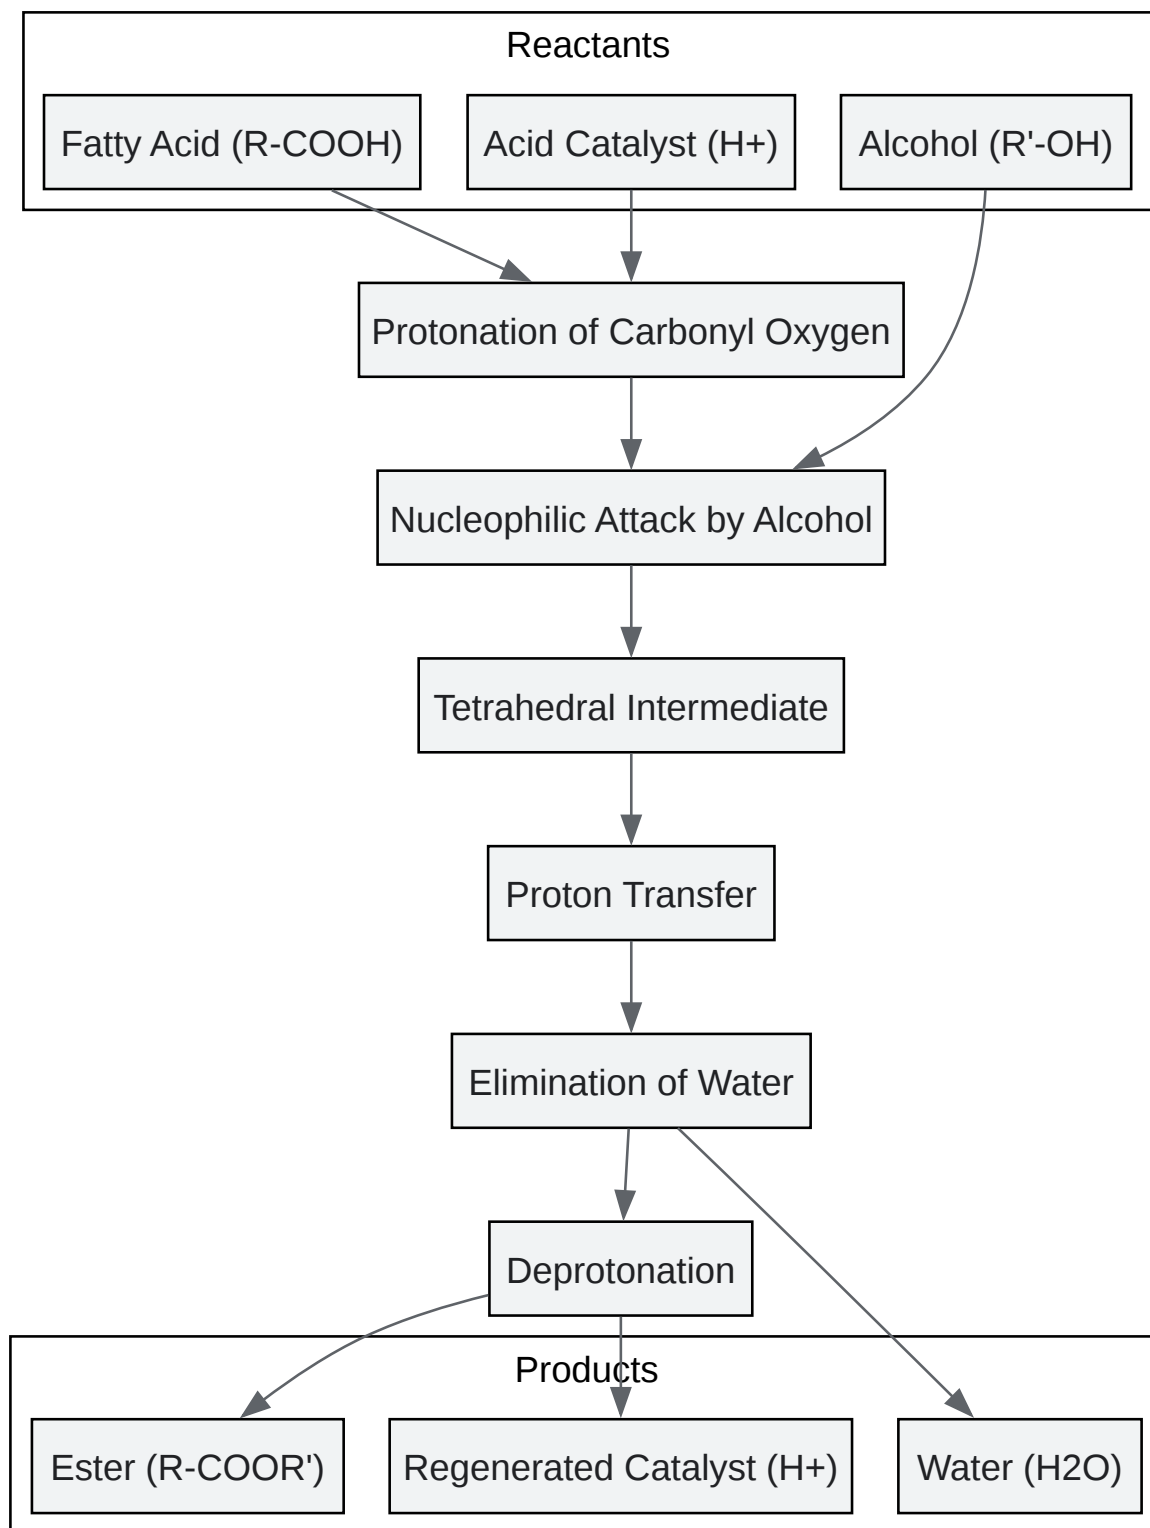 Reactants
Fatty Acid (R-COOH)
Acid Catalyst (H+)
Alcohol (R'-OH)
Protonation of Carbonyl Oxygen
Nucleophilic Attack by Alcohol
Tetrahedral Intermediate
Proton Transfer
Elimination of Water
Deprotonation
Products
Ester (R-COOR')
Regenerated Catalyst (H+)
Water (H2O)